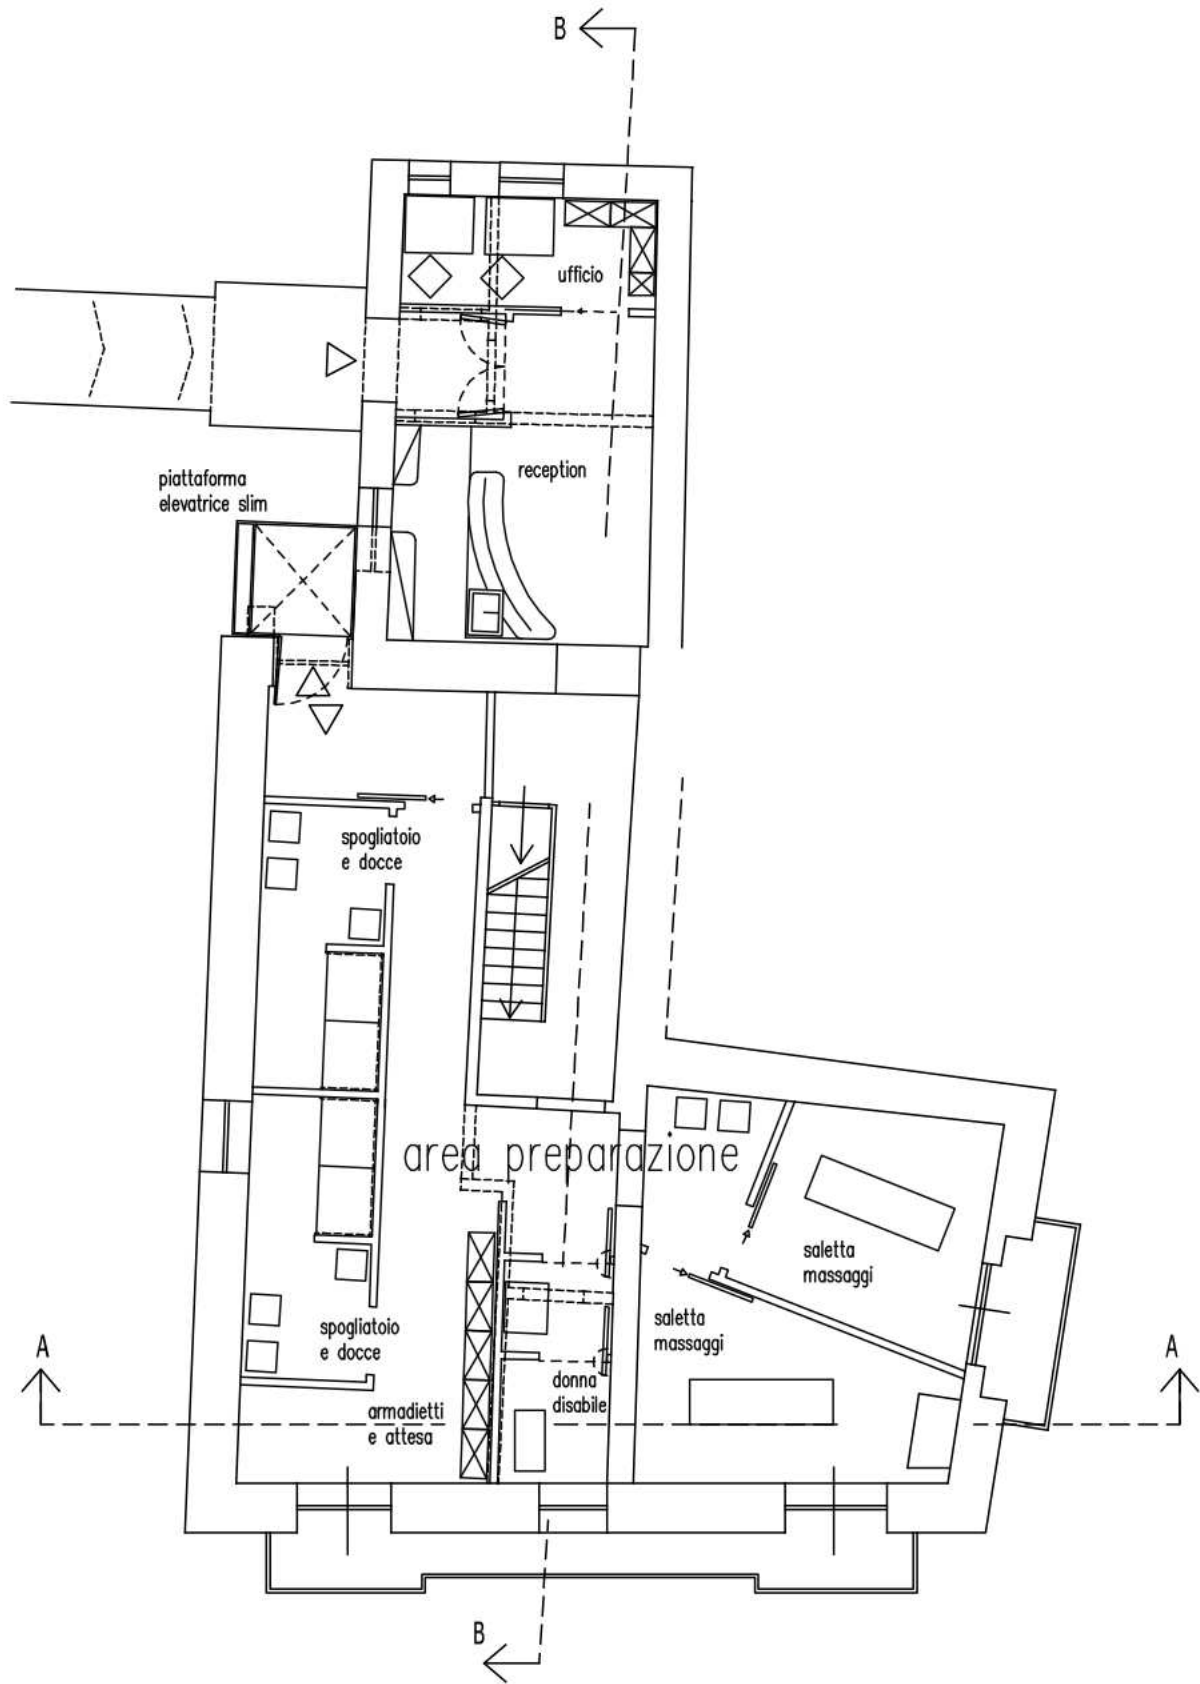 B
ufficio
reception
piattaforma
elevatrice slim
spogliatoio
e docce
area preparazione
saletta
massaggi
saletta
massaggi
spogliatoio
e docce
A
A
donna
disabile
armadietti
e attesa
B